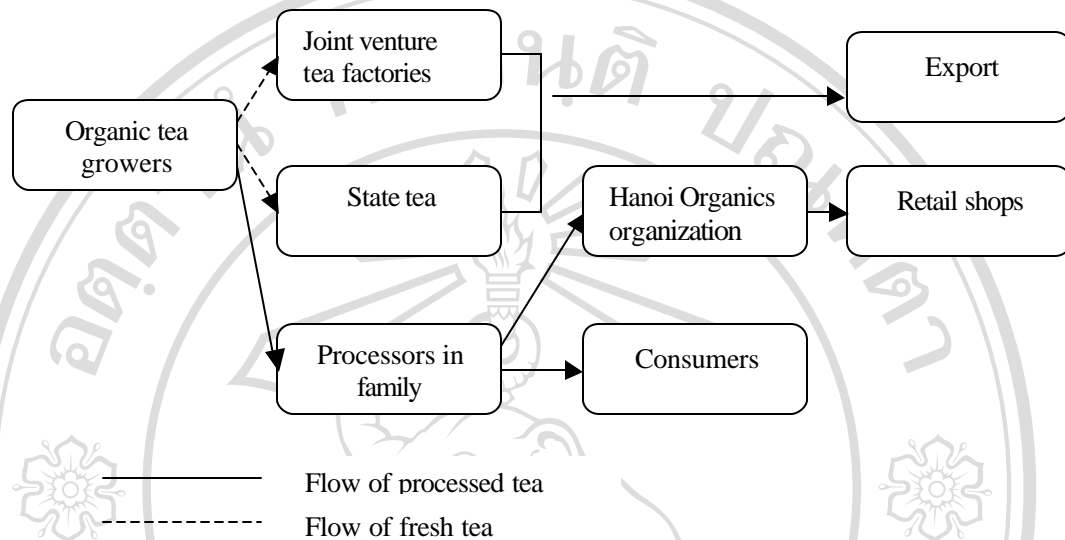 Joint venture
tea factories
Export
Organic tea
growers
State tea
Hanoi Organics
organization
Retail shops
Processors in
family
Consumers
Flow of processed tea
Flow of fresh tea